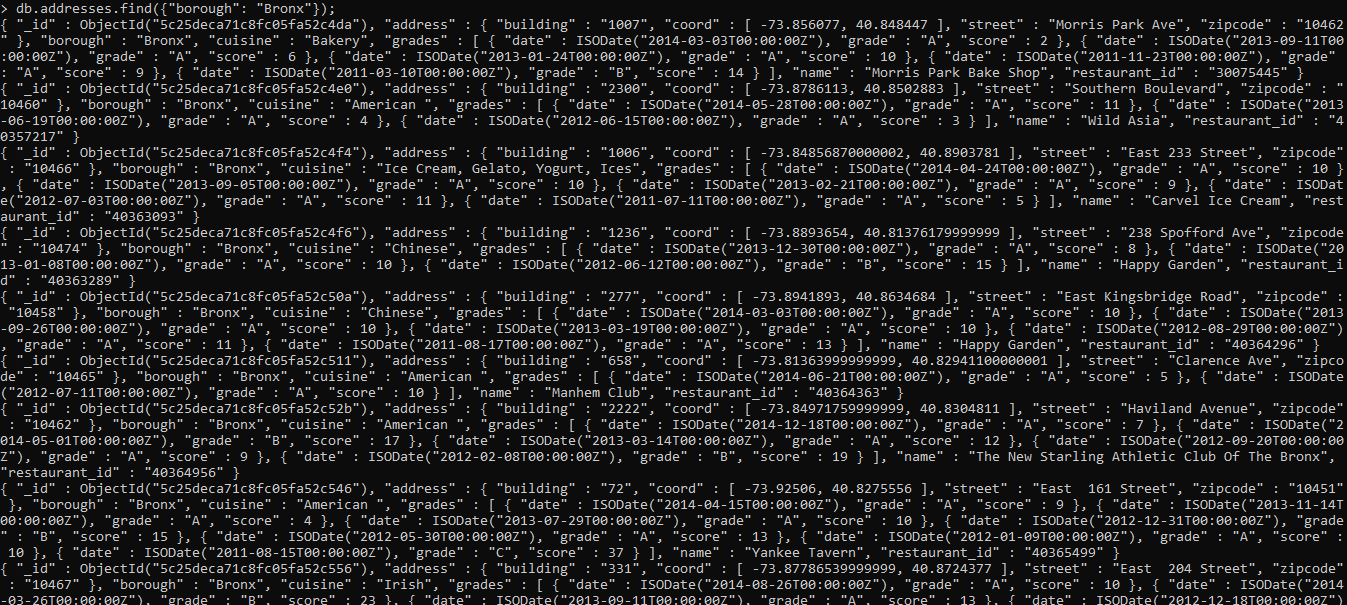 > db.addresses.find({"borough": "Bronx"});
{ "_id" : ObjectId("5c25deca71c8fc05fa52c4da"), "address" : { "building" : "1007", "coord" : [ -73.856077, 40.848447 ], "street" : "Morris Park Ave", "zipcode" : "10462
" }, "borough" : "Bronx", "cuisine" : "Bakery", "grades" : [ { "date" : ISODate("2014-03-03T00:00:00Z"), "grade" : "A", "score" : 2 }, { "date" : ISODate("2013-09-11T00
:00:00Z"), "grade" : "A", "score" : 6 }, { "date" : ISODate("2013-01-24T00:00:00Z"), "grade" : "A", "score" : 10 }, { "date" : ISODate("2011-11-23T00:00:00Z"), "grade"
: "A", "score" : 9 }, { "date" : ISODate("2011-03-10T00:00:00Z"), "grade" : "B", "score" : 14 } ], "name" : "Morris Park Bake Shop", "restaurant_id" : "30075445" }
{ "_id" : ObjectId("5c25deca71c8fc05fa52c4e0"), "address" : { "building" : "2300", "coord" : [ -73.8786113, 40.8502883 ], "street" : "Southern Boulevard", "zipcode" : "
10460" }, "borough" : "Bronx", "cuisine" : "American ", "grades" : [ { "date" : ISODate("2014-05-28T00:00:00Z"), "grade" : "A", "score" : 11 }, { "date" : ISODate("2013
-06-19T00:00:00Z"), "grade" : "A", "score" : 4 }, { "date" : ISODate("2012-06-15T00:00:00Z"), "grade" : "A", "score" : 3 } ], "name" : "Wild Asia", "restaurant_id" : "4
0357217" }
{ "_id" : ObjectId("5c25deca71c8fc05fa52c4f4"), "address" : { "building" : "1006", "coord" : [ -73.84856870000002, 40.8903781 ], "street" : "East 233 Street", "zipcode"
 : "10466" }, "borough" : "Bronx", "cuisine" : "Ice Cream, Gelato, Yogurt, Ices", "grades" : [ { "date" : ISODate("2014-04-24T00:00:00Z"), "grade" : "A", "score" : 10 }
, { "date" : ISODate("2013-09-05T00:00:00Z"), "grade" : "A", "score" : 10 }, { "date" : ISODate("2013-02-21T00:00:00Z"), "grade" : "A", "score" : 9 }, { "date" : ISODat
e("2012-07-03T00:00:00Z"), "grade" : "A", "score" : 11 }, { "date" : ISODate("2011-07-11T00:00:00Z"), "grade" : "A", "score" : 5 } ], "name" : "Carvel Ice Cream", "rest
aurant_id" : "40363093" }
{ "_id" : ObjectId("5c25deca71c8fc05fa52c4f6"), "address" : { "building" : "1236", "coord" : [ -73.8893654, 40.81376179999999 ], "street" : "238 Spofford Ave", "zipcode
" : "10474" }, "borough" : "Bronx", "cuisine" : "Chinese", "grades" : [ { "date" : ISODate("2013-12-30T00:00:00Z"), "grade" : "A", "score" : 8 }, { "date" : ISODate("20
13-01-08T00:00:00Z"), "grade" : "A", "score" : 10 }, { "date" : ISODate("2012-06-12T00:00:00Z"), "grade" : "B", "score" : 15 } ], "name" : "Happy Garden", "restaurant_i
d" : "40363289" }
{ "_id" : ObjectId("5c25deca71c8fc05fa52c50a"), "address" : { "building" : "277", "coord" : [ -73.8941893, 40.8634684 ], "street" : "East Kingsbridge Road", "zipcode" :
 "10458" }, "borough" : "Bronx", "cuisine" : "Chinese", "grades" : [ { "date" : ISODate("2014-03-03T00:00:00Z"), "grade" : "A", "score" : 10 }, { "date" : ISODate("2013
-09-26T00:00:00Z"), "grade" : "A", "score" : 10 }, { "date" : ISODate("2013-03-19T00:00:00Z"), "grade" : "A", "score" : 10 }, { "date" : ISODate("2012-08-29T00:00:00Z")
, "grade" : "A", "score" : 11 }, { "date" : ISODate("2011-08-17T00:00:00Z"), "grade" : "A", "score" : 13 } ], "name" : "Happy Garden", "restaurant_id" : "40364296" }
{ "_id" : ObjectId("5c25deca71c8fc05fa52c511"), "address" : { "building" : "658", "coord" : [ -73.81363999999999, 40.82941100000001 ], "street" : "Clarence Ave", "zipco
de" : "10465" }, "borough" : "Bronx", "cuisine" : "American ", "grades" : [ { "date" : ISODate("2014-06-21T00:00:00Z"), "grade" : "A", "score" : 5 }, { "date" : ISODate
("2012-07-11T00:00:00Z"), "grade" : "A", "score" : 10 } ], "name" : "Manhem Club", "restaurant_id" : "40364363" }
{ "_id" : ObjectId("5c25deca71c8fc05fa52c52b"), "address" : { "building" : "2222", "coord" : [ -73.84971759999999, 40.8304811 ], "street" : "Haviland Avenue", "zipcode"
 : "10462" }, "borough" : "Bronx", "cuisine" : "American ", "grades" : [ { "date" : ISODate("2014-12-18T00:00:00Z"), "grade" : "A", "score" : 7 }, { "date" : ISODate("2
014-05-01T00:00:00Z"), "grade" : "B", "score" : 17 }, { "date" : ISODate("2013-03-14T00:00:00Z"), "grade" : "A", "score" : 12 }, { "date" : ISODate("2012-09-20T00:00:00
Z"), "grade" : "A", "score" : 9 }, { "date" : ISODate("2012-02-08T00:00:00Z"), "grade" : "B", "score" : 19 } ], "name" : "The New Starling Athletic Club Of The Bronx",
"restaurant_id" : "40364956" }
{ "_id" : ObjectId("5c25deca71c8fc05fa52c546"), "address" : { "building" : "72", "coord" : [ -73.92506, 40.8275556 ], "street" : "East  161 Street", "zipcode" : "10451"
 }, "borough" : "Bronx", "cuisine" : "American ", "grades" : [ { "date" : ISODate("2014-04-15T00:00:00Z"), "grade" : "A", "score" : 9 }, { "date" : ISODate("2013-11-14T
00:00:00Z"), "grade" : "A", "score" : 4 }, { "date" : ISODate("2013-07-29T00:00:00Z"), "grade" : "A", "score" : 10 }, { "date" : ISODate("2012-12-31T00:00:00Z"), "grade"
 : "B", "score" : 15 }, { "date" : ISODate("2012-05-30T00:00:00Z"), "grade" : "A", "score" : 13 }, { "date" : ISODate("2012-01-09T00:00:00Z"), "grade" : "A", "score" :
 10 }, { "date" : ISODate("2011-08-15T00:00:00Z"), "grade" : "C", "score" : 37 } ], "name" : "Yankee Tavern", "restaurant_id" : "40365499" }
{ "_id" : ObjectId("5c25deca71c8fc05fa52c556"), "address" : { "building" : "331", "coord" : [ -73.87786539999999, 40.8724377 ], "street" : "East  204 Street", "zipcode"
 : "10467" }, "borough" : "Bronx", "cuisine" : "Irish", "grades" : [ { "date" : ISODate("2014-08-26T00:00:00Z"), "grade" : "A", "score" : 10 }, { "date" : ISODate("2014
-03-26T00:00:00Z"), "grade" : "B", "score" : 23 }, { "date" : ISODate("2013-09-11T00:00:00Z"), "grade" : "A", "score" : 13 }, { "date" : ISODate("2012-12-18T00:00:00Z")